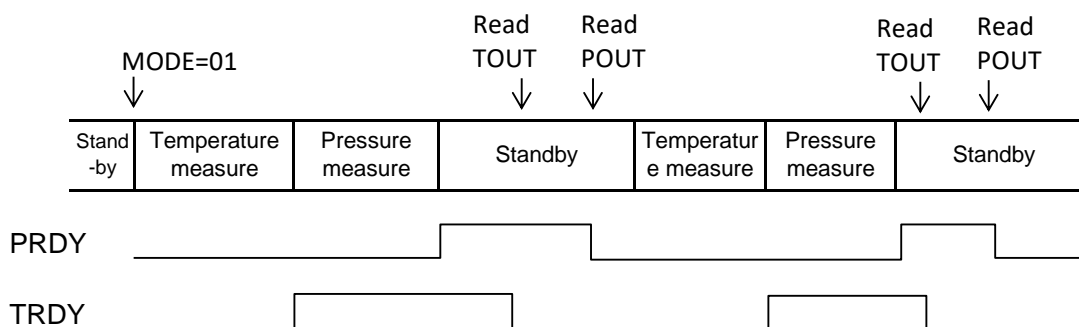 Read
TOUT
Read
POUT
Read
TOUT
Read
POUT
MODE=01
Stand
-by
Temperature
measure
Pressure
measure
Standby
Temperatur
e measure
Pressure
measure
Standby
PRDY
TRDY